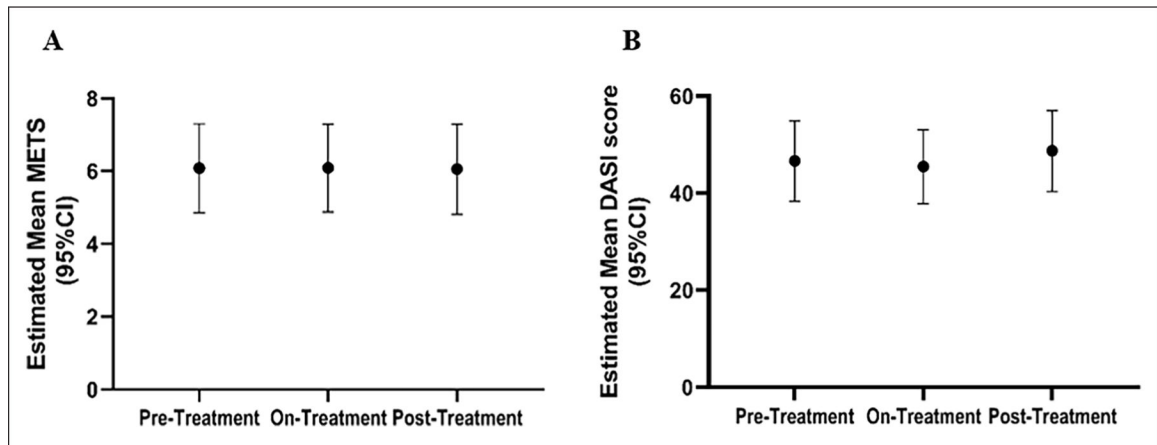 A
Estimated Mean METS
(95%CI)
8
6
4
2
0
Pre-Treatment On-Treatment Post-Treatment
B
Estimated Mean DASI score
(95%CI)
60
40
20
0
Pre-Treatment On-Treatment Post-Treatment